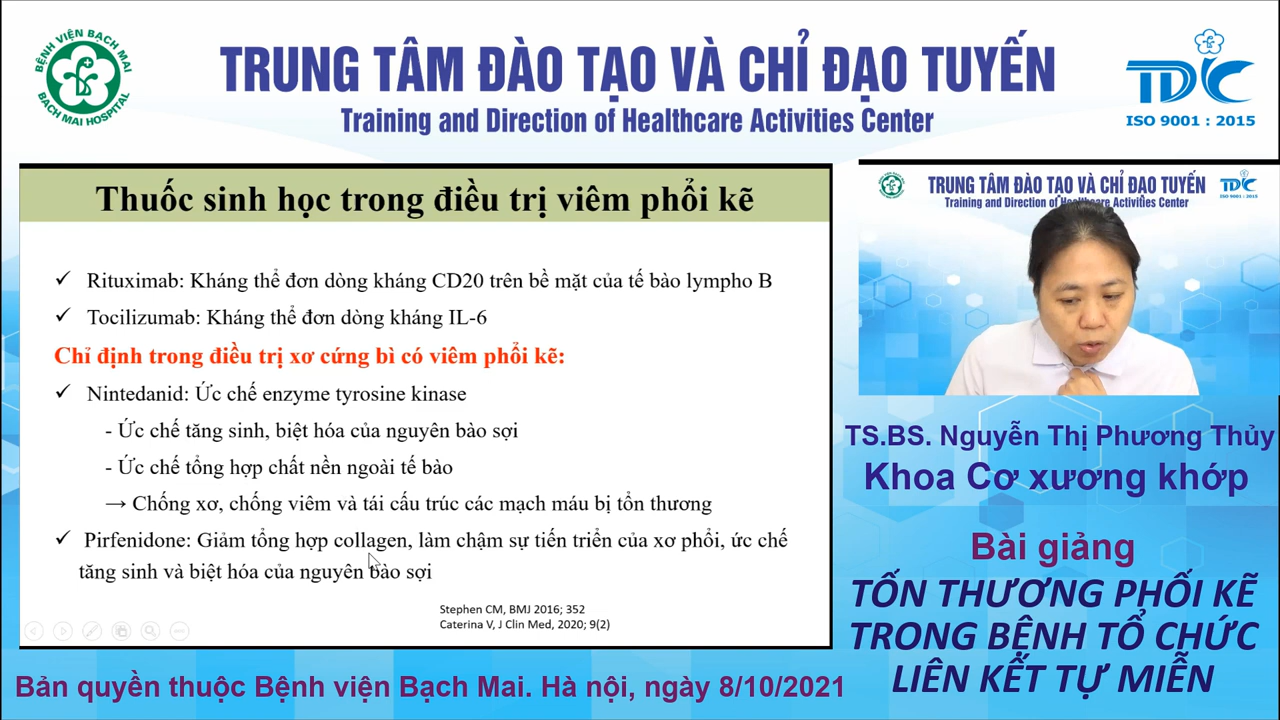 BỆNH VIỆN BẠCH MAI
BACH MAI HOSPITAL
TRUNG TÂM ĐÀO TẠO VÀ CHỈ ĐẠO TUYẾN
Training and Direction of Healthcare Activities Center
TDC
ISO 9001 : 2015
Thuốc sinh học trong điều trị viêm phổi kẽ
✓ Rituximab: Kháng thể đơn dòng kháng CD20 trên bề mặt của tế bào lympho B
✓ Tocilizumab: Kháng thể đơn dòng kháng IL-6
Chỉ định trong điều trị xơ cứng bì có viêm phổi kẽ:
✓ Nintedanid: Ức chế enzyme tyrosine kinase
- Ức chế tăng sinh, biệt hóa của nguyên bào sợi
- Ức chế tổng hợp chất nền ngoài tế bào
→ Chống xơ, chống viêm và tái cấu trúc các mạch máu bị tổn thương
✓ Pirfenidone: Giảm tổng hợp collagen, làm chậm sự tiến triển của xơ phổi, ức chế
tăng sinh và biệt hóa của nguyên bào sợi
Stephen CM, BMJ 2016; 352
Caterina V, J Clin Med, 2020; 9(2)
TRUNG TÂM ĐÀO TẠO VÀ CHỈ ĐẠO TUYẾN
Training and Direction of Healthcare Activities Center
TDC
ISO 9001 : 2015
TS.BS. Nguyễn Thị Phương Thủy
Khoa Cơ xương khớp
Bài giảng
TỔN THƯƠNG PHỔI KẼ
TRONG BỆNH TỔ CHỨC
LIÊN KẾT TỰ MIỄN
Bản quyền thuộc Bệnh viện Bạch Mai. Hà nội, ngày 8/10/2021